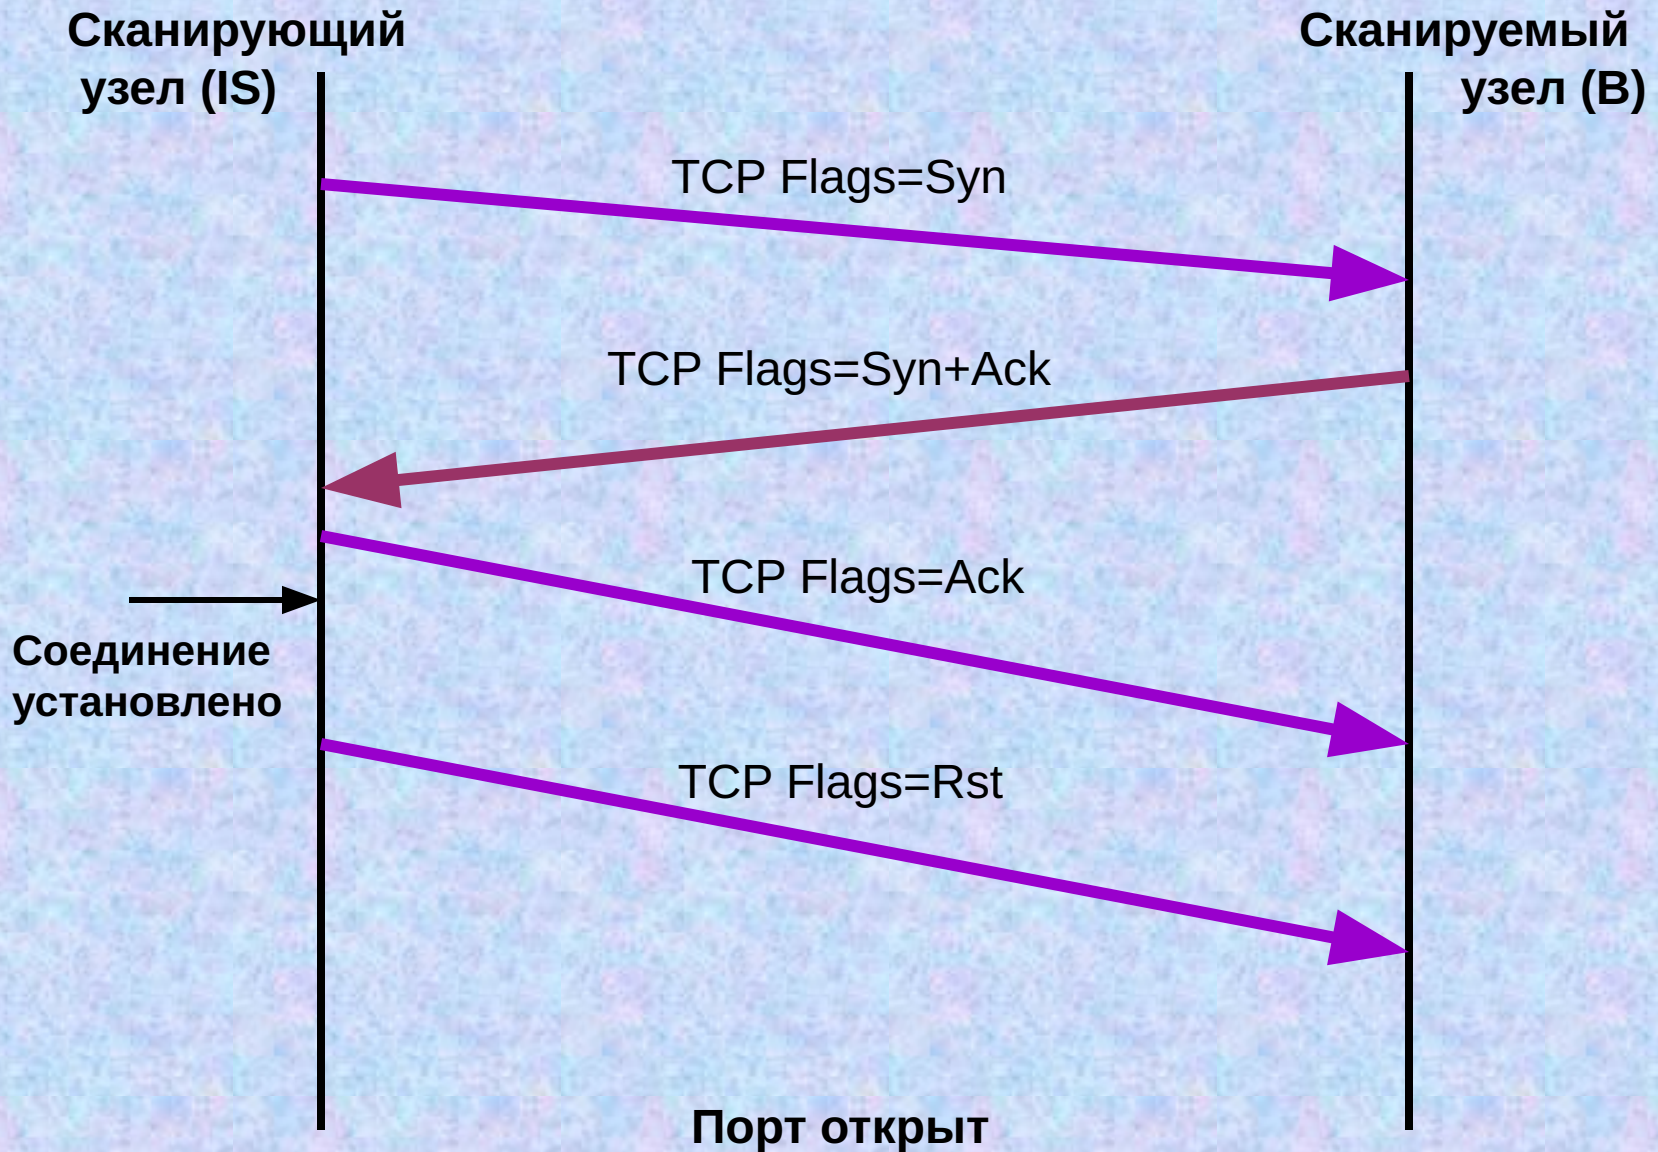 Сканирующий
узел (IS)
Сканируемый
узел (B)
TCP Flags=Syn
TCP Flags=Syn+Ack
TCP Flags=Ack
Соединение
установлено
TCP Flags=Rst
Порт открыт